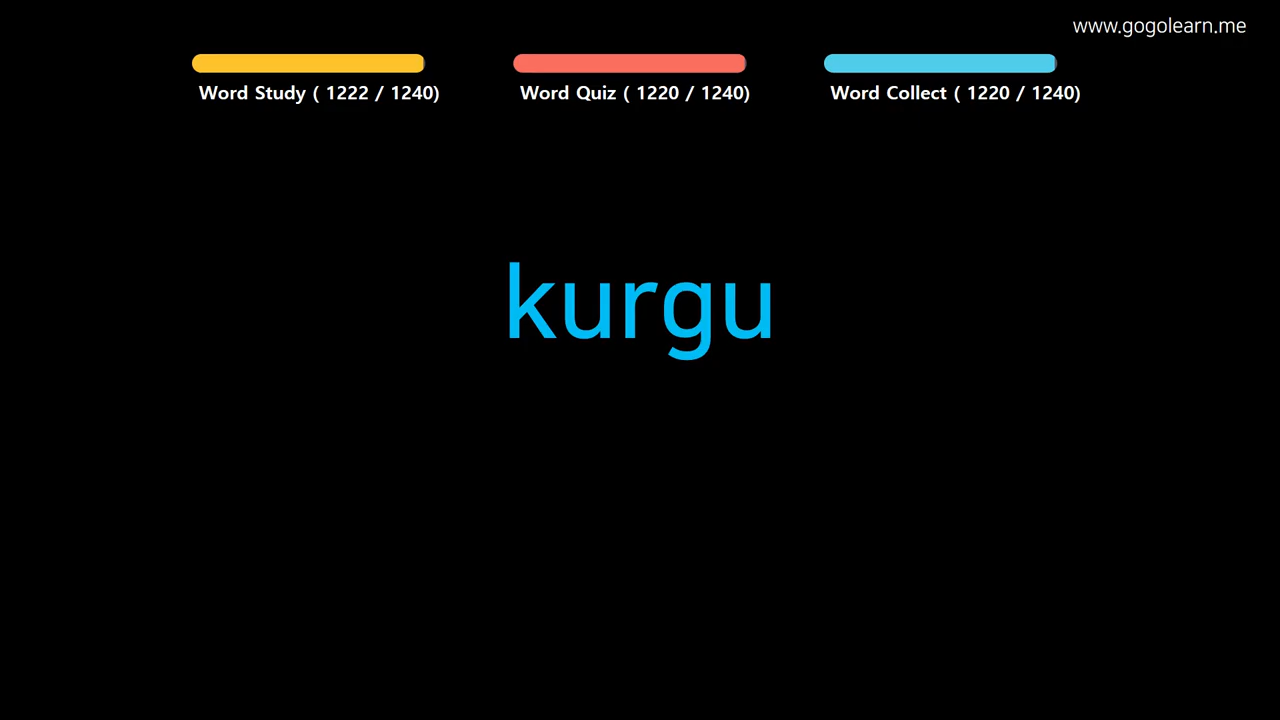 www.gogolearn.me
Word Study ( 1222 / 1240)
Word Quiz ( 1220 / 1240)
Word Collect ( 1220 / 1240)
kurgu